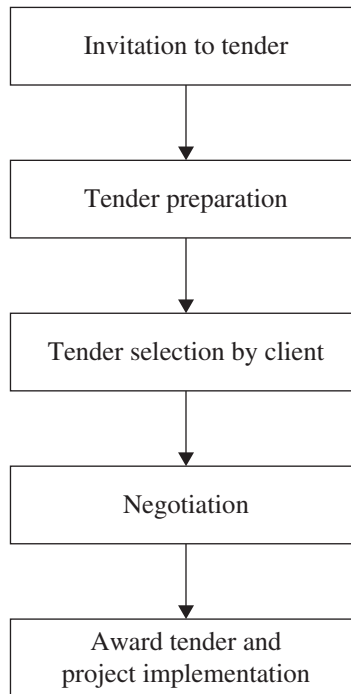 Invitation to tender
Tender preparation
Tender selection by client
Negotiation
Award tender and
project implementation